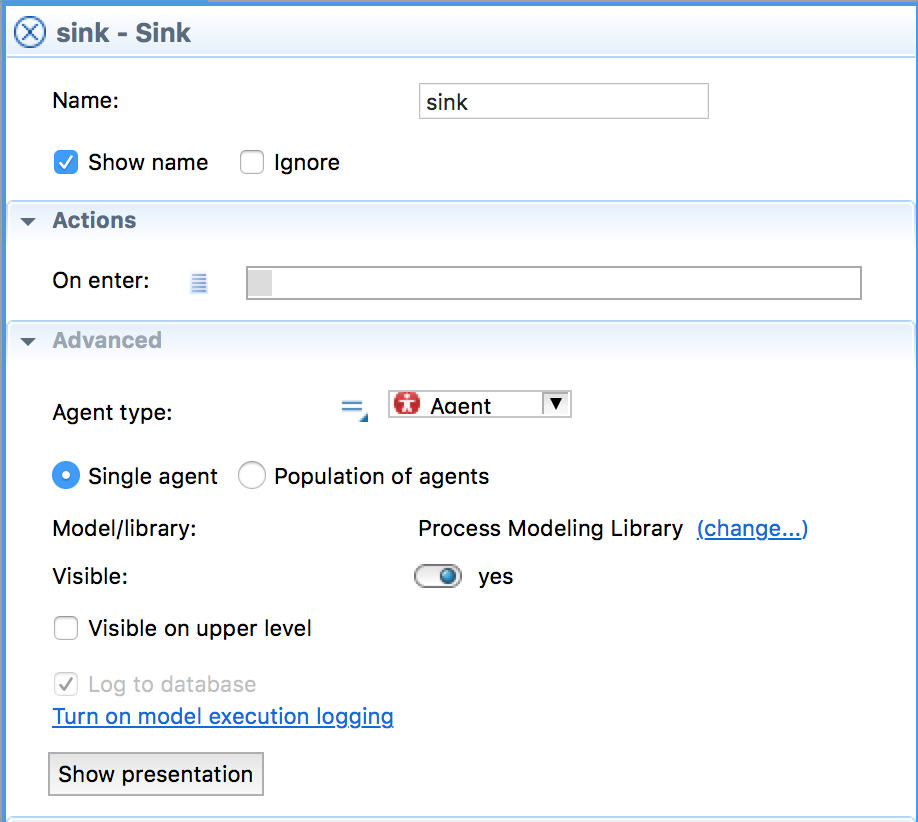 sink - Sink
Name: sink
Show name Ignore
Actions
On enter:
Advanced
Agent type: Agent
Single agent Population of agents
Model/library: Process Modeling Library (change...)
Visible: yes
Visible on upper level
Log to database
Turn on model execution logging
Show presentation